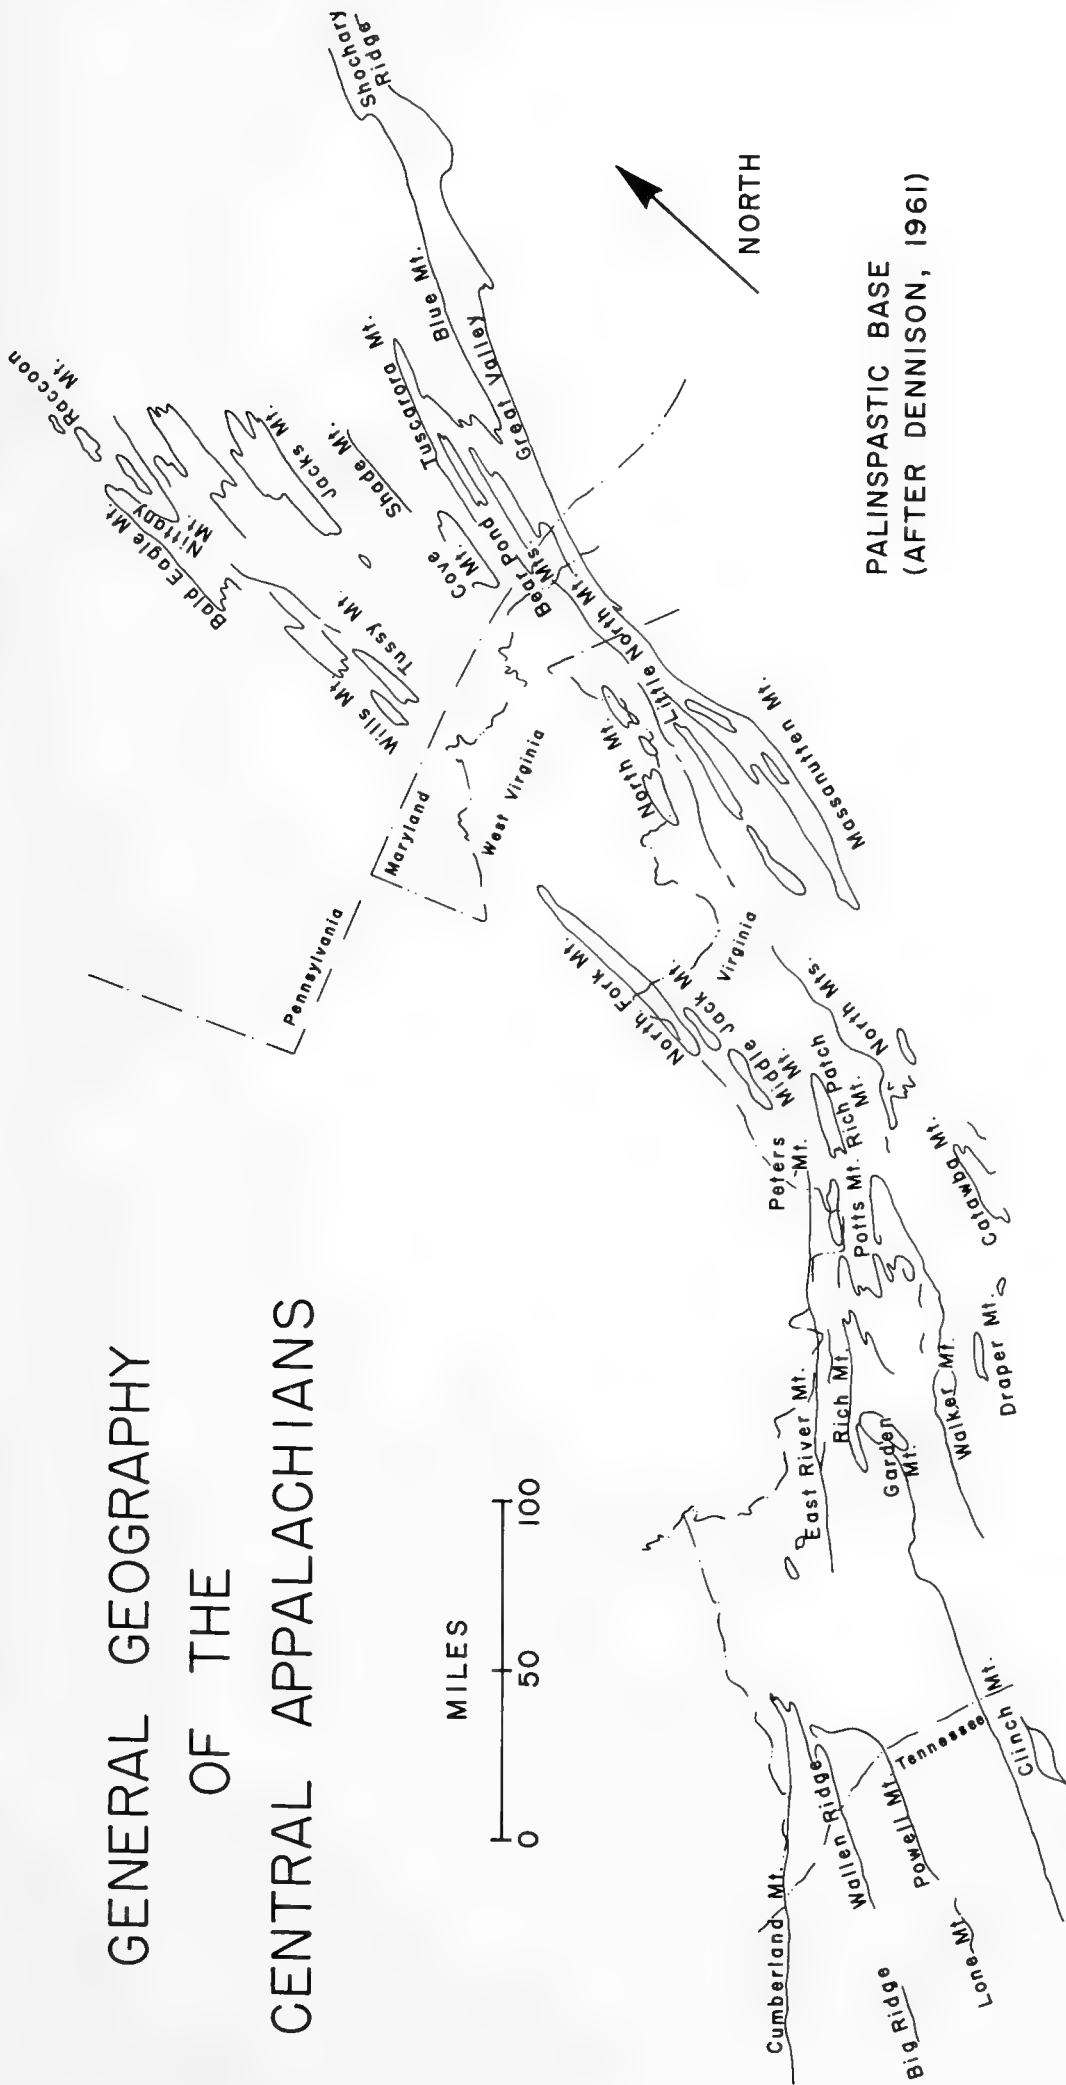 GENERAL GEOGRAPHY
OF THE
CENTRAL APPALACHIANS
MILES
0 50 100
Shochary
Ridge
Raccoon
Mt.
Blue Mt.
Great Valley
Tuscarora Mt.
Jacks Mt.
Shade Mt.
Nittany
Mt.
Bald Eagle Mt.
Cove
Mt.
Bear Pond
Mts.
Tussy Mt.
Wills Mt.
Little North Mt.
North Mt.
Massanutten Mt.
Maryland
West Virginia
Pennsylvania
Virginia
North Fork Mt.
Jack Mt.
Middle
Mt.
North Mts.
Rich Patch
Mt.
Peters
Mt.
Potts Mt.
Catawba Mt.
Draper Mt.
East River Mt.
Rich Mt.
Garden
Mt.
Walker Mt.
Clinch Mt.
Tennessee
Cumberland Mt.
Wallen Ridge
Powell Mt.
Lone Mt.
Big Ridge
NORTH
PALINSPASTIC BASE
(AFTER DENNISON, 1961)